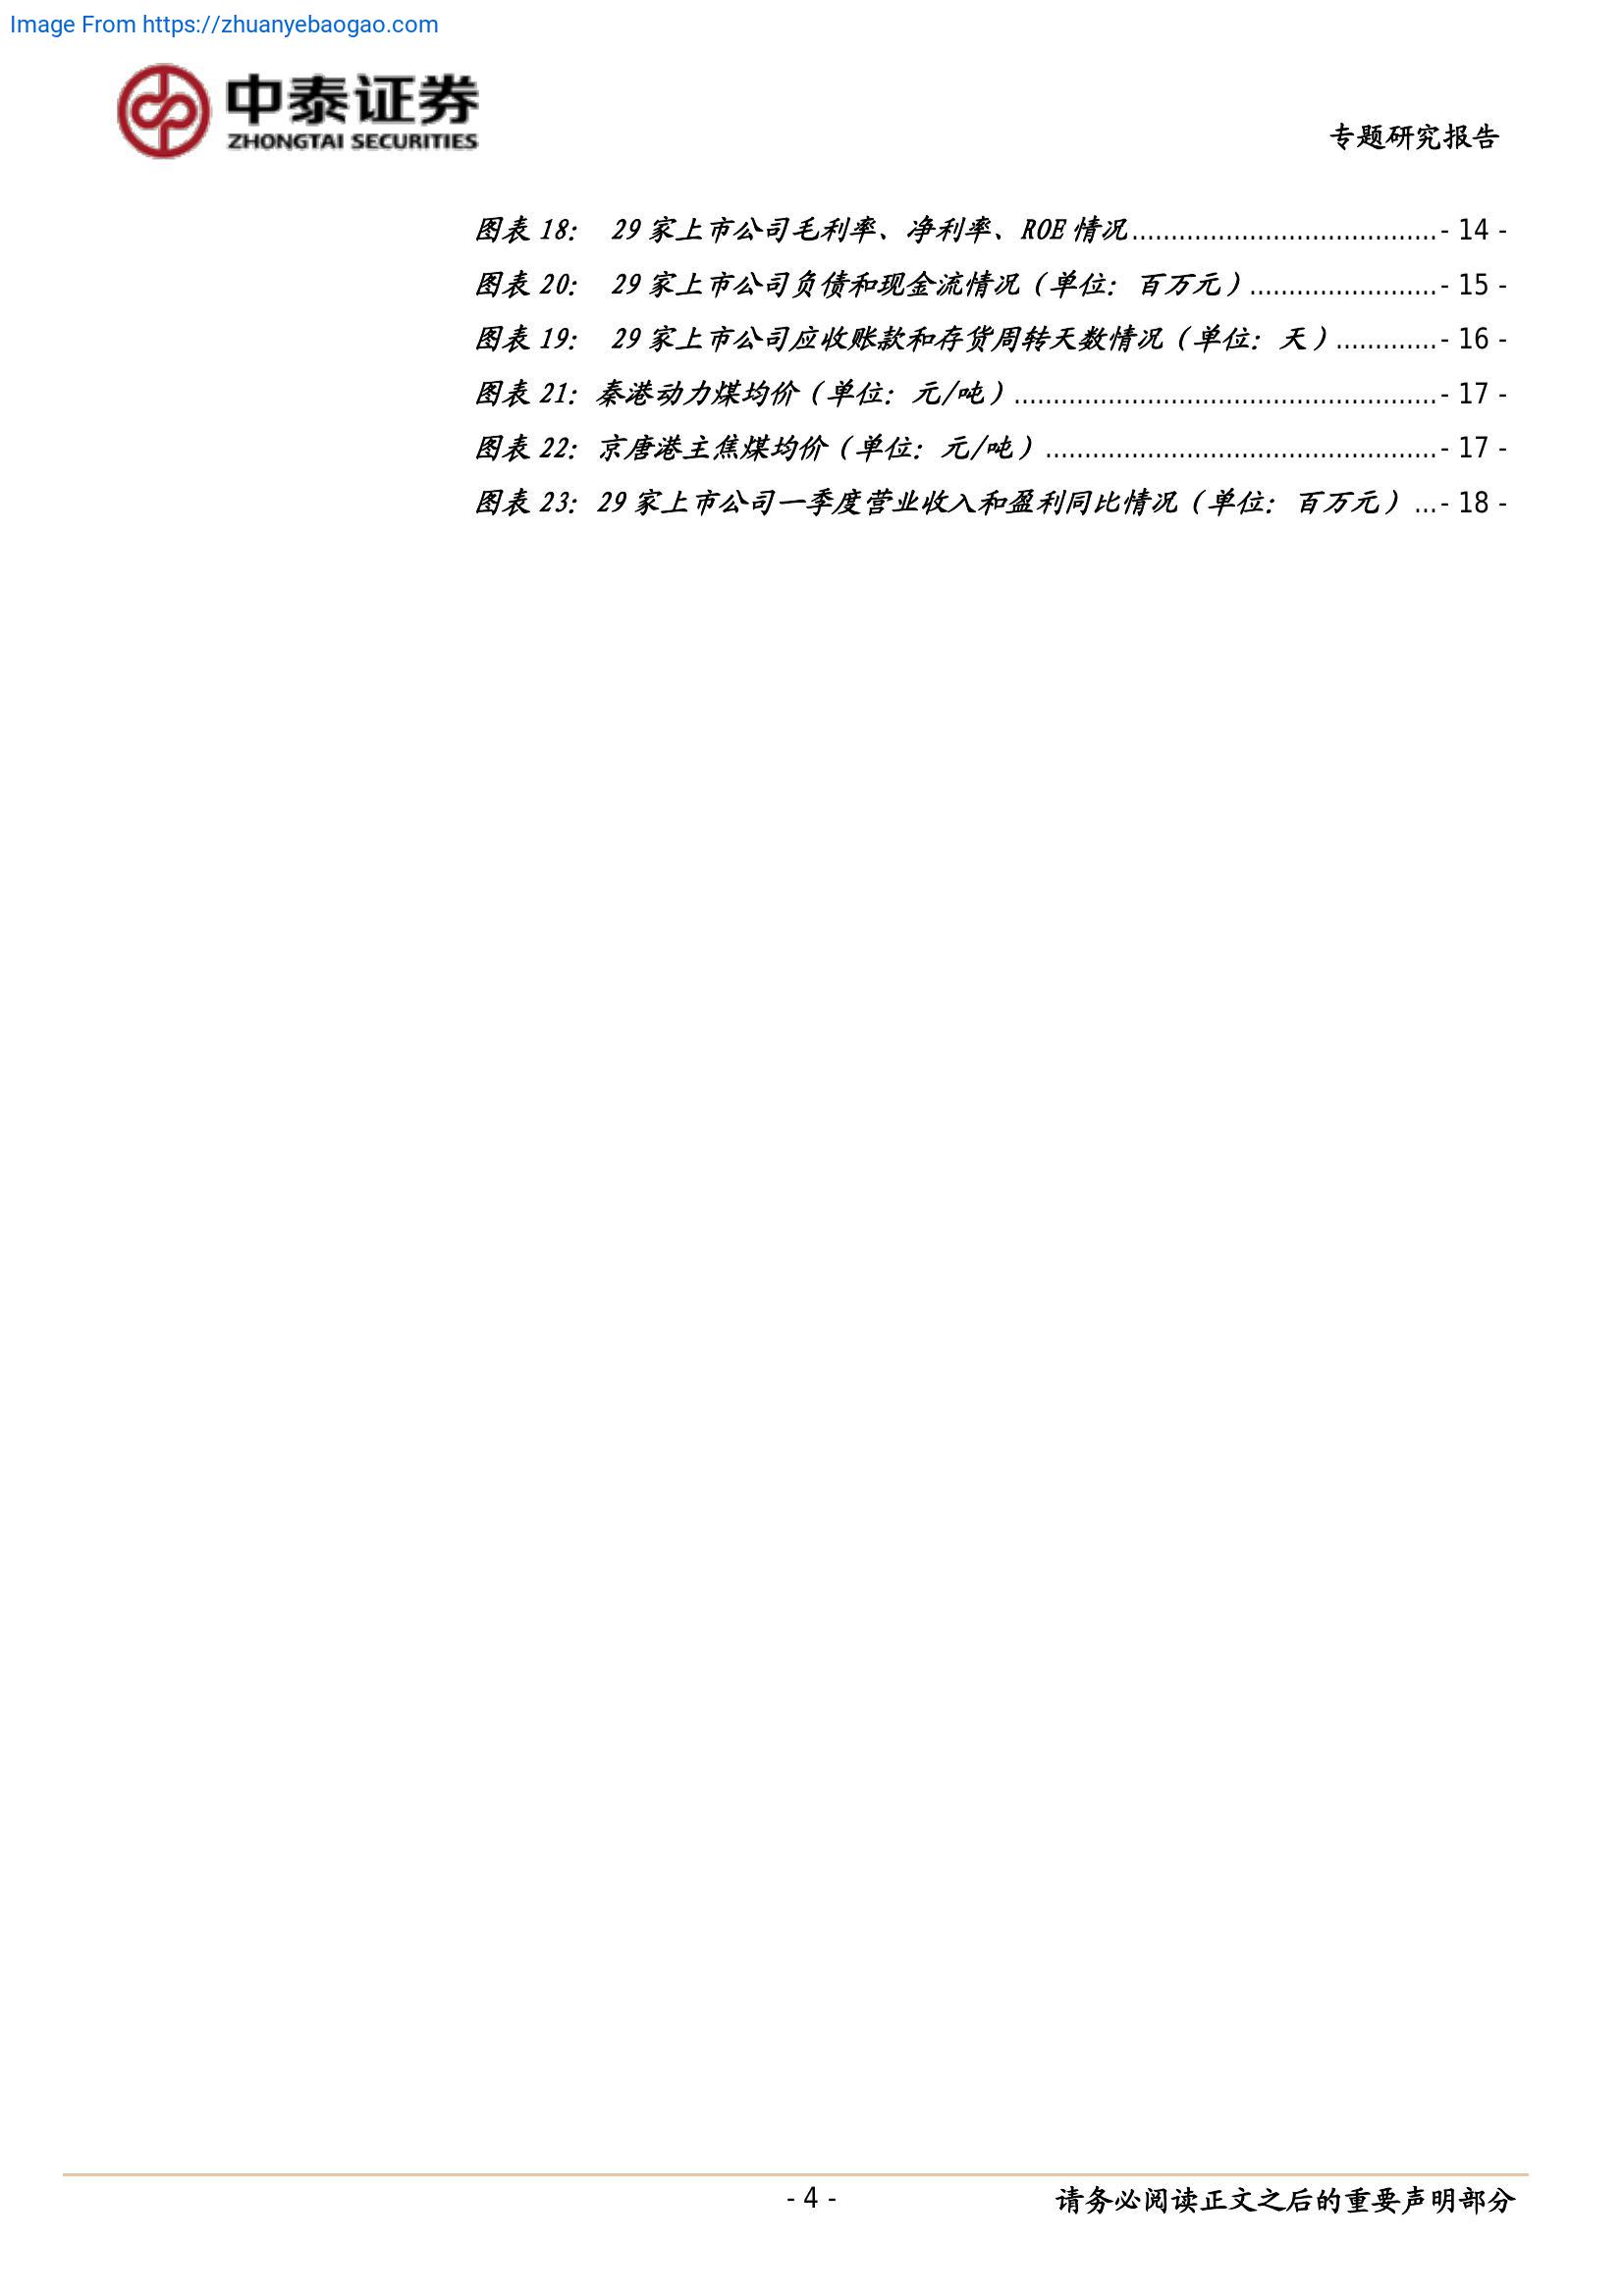 Image From https://zhuanyebaogao.com
中泰证券
ZHONGTAI SECURITIES
专题研究报告
图表 18： 29 家上市公司毛利率、净利率、ROE 情况......................................- 14 -
图表 20： 29 家上市公司负债和现金流情况（单位：百万元）........................- 15 -
图表 19： 29 家上市公司应收账款和存货周转天数情况（单位：天）.............- 16 -
图表 21：秦港动力煤均价（单位：元/吨）......................................................- 17 -
图表 22：京唐港主焦煤均价（单位：元/吨）..................................................- 17 -
图表 23：29 家上市公司一季度营业收入和盈利同比情况（单位：百万元）...- 18 -
- 4 -
请务必阅读正文之后的重要声明部分